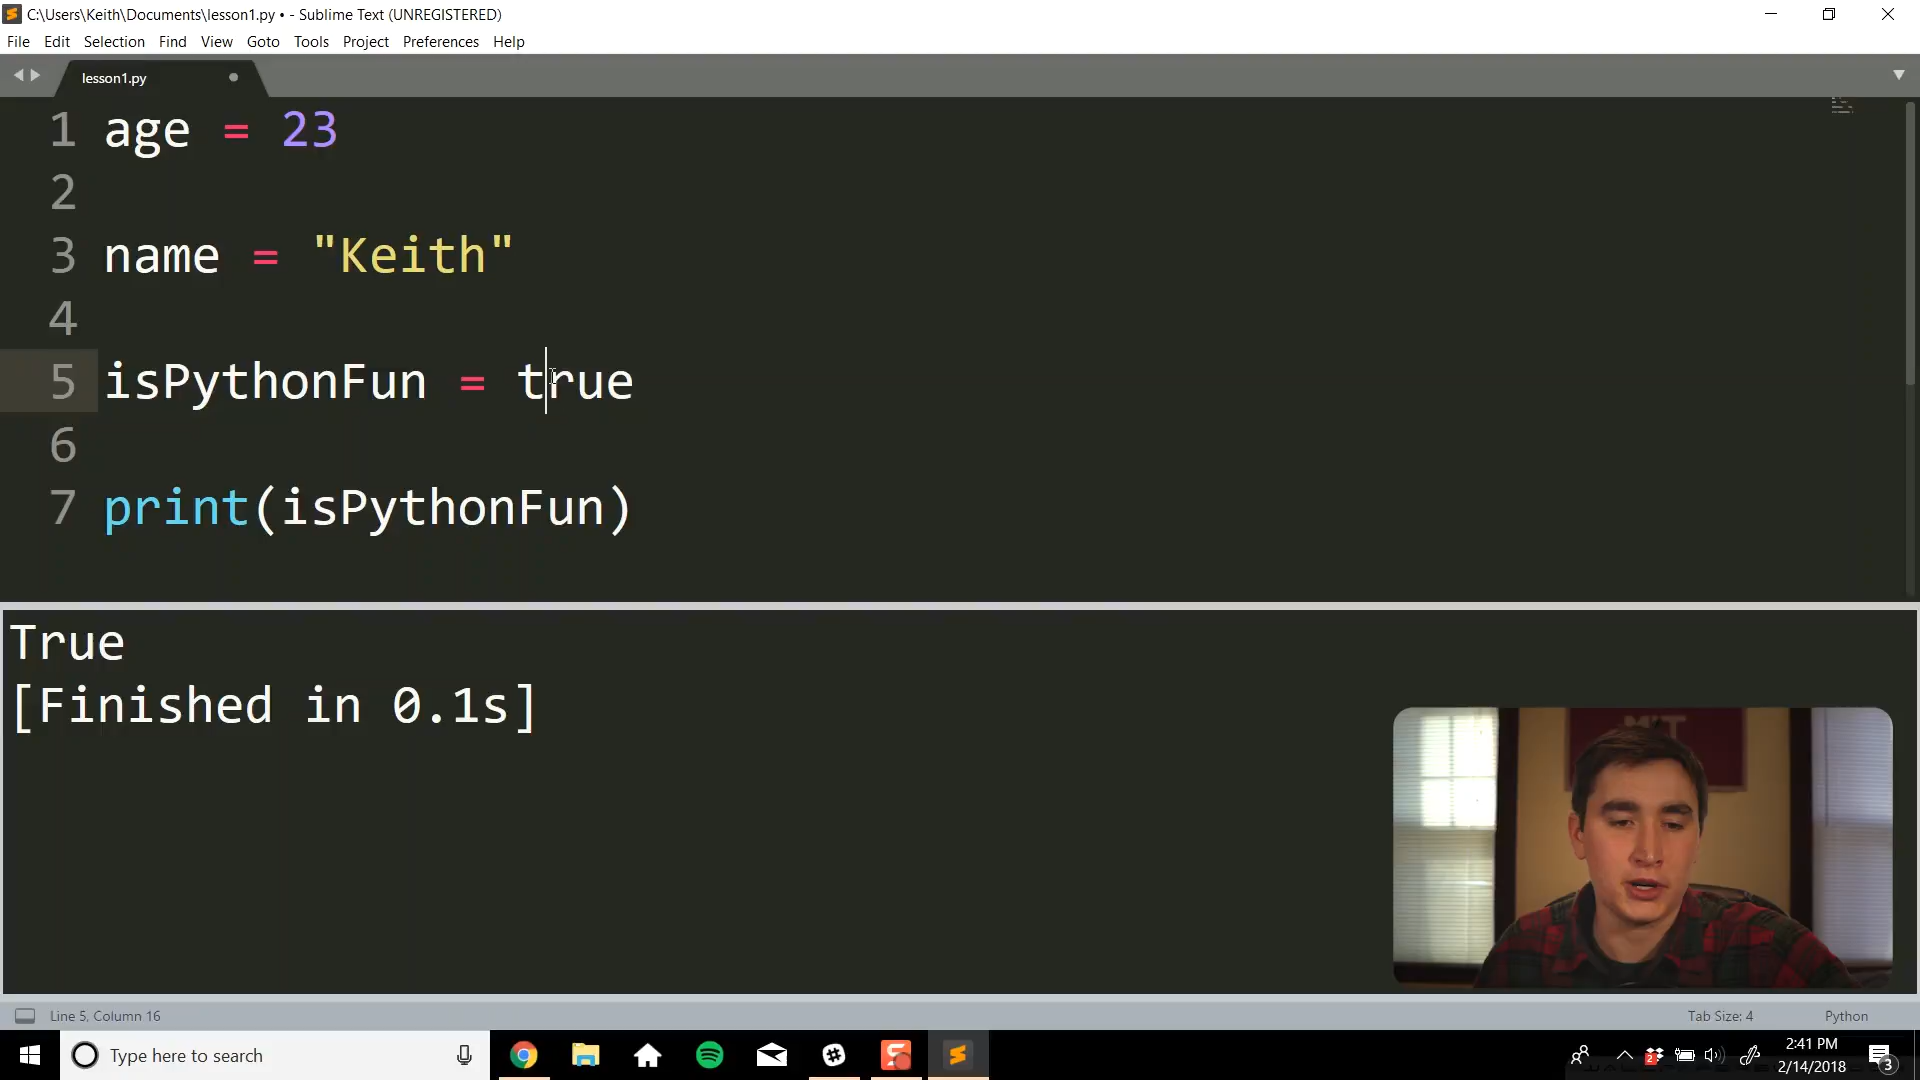 C:\Users\Keith\Documents\lesson1.py • - Sublime Text (UNREGISTERED)
File Edit Selection Find View Goto Tools Project Preferences Help
lesson1.py
1 age = 23
2
3 name = "Keith"
4
5 isPythonFun = true
6
7 print(isPythonFun)
True
[Finished in 0.1s]
MIT
Line 5, Column 16 Tab Size: 4 Python
Type here to search
2
2:41 PM
2/14/2018
3